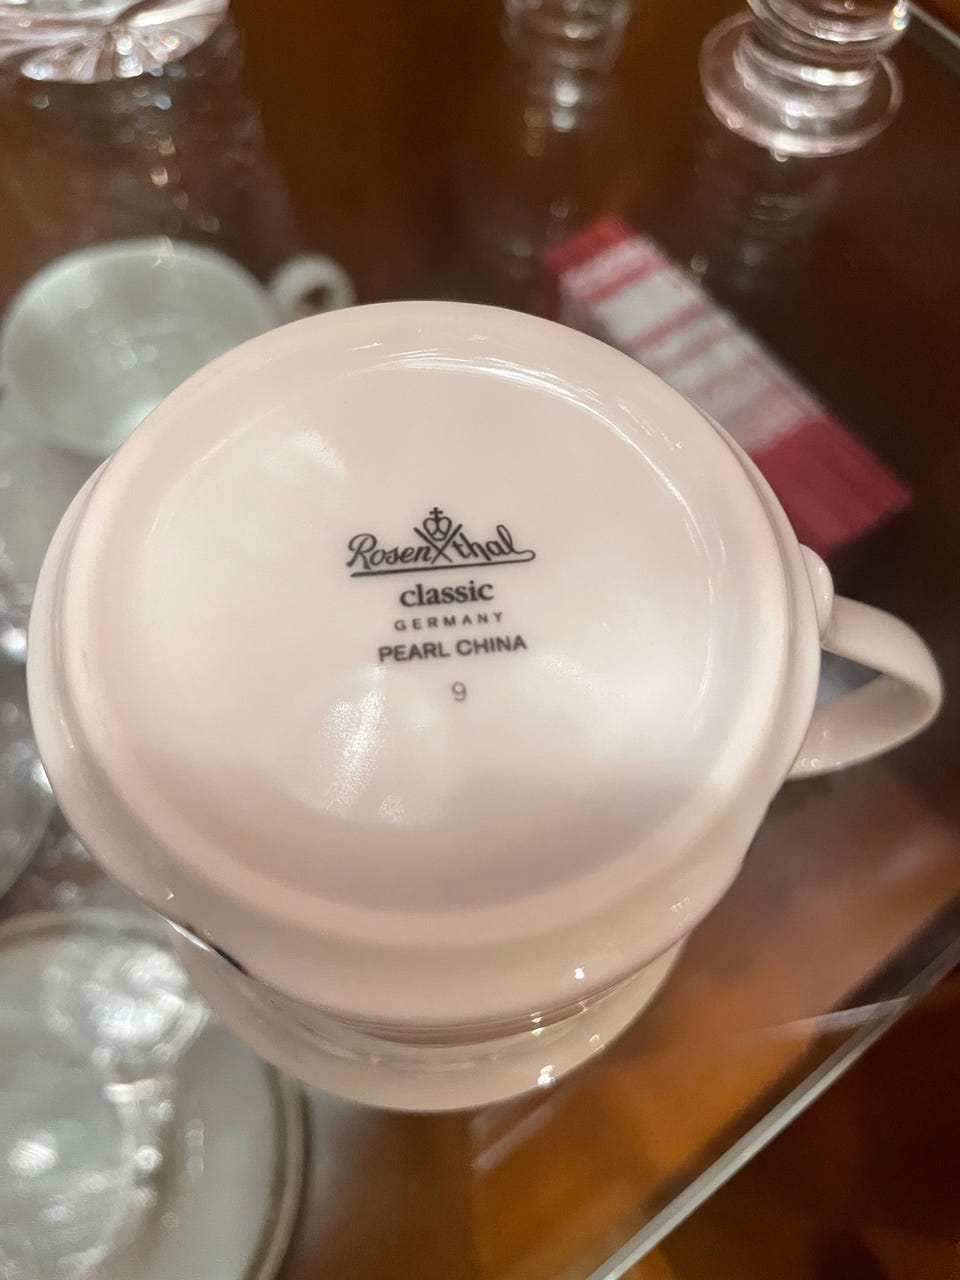 Rosenthal
classic
GERMANY
PEARL CHINA
9